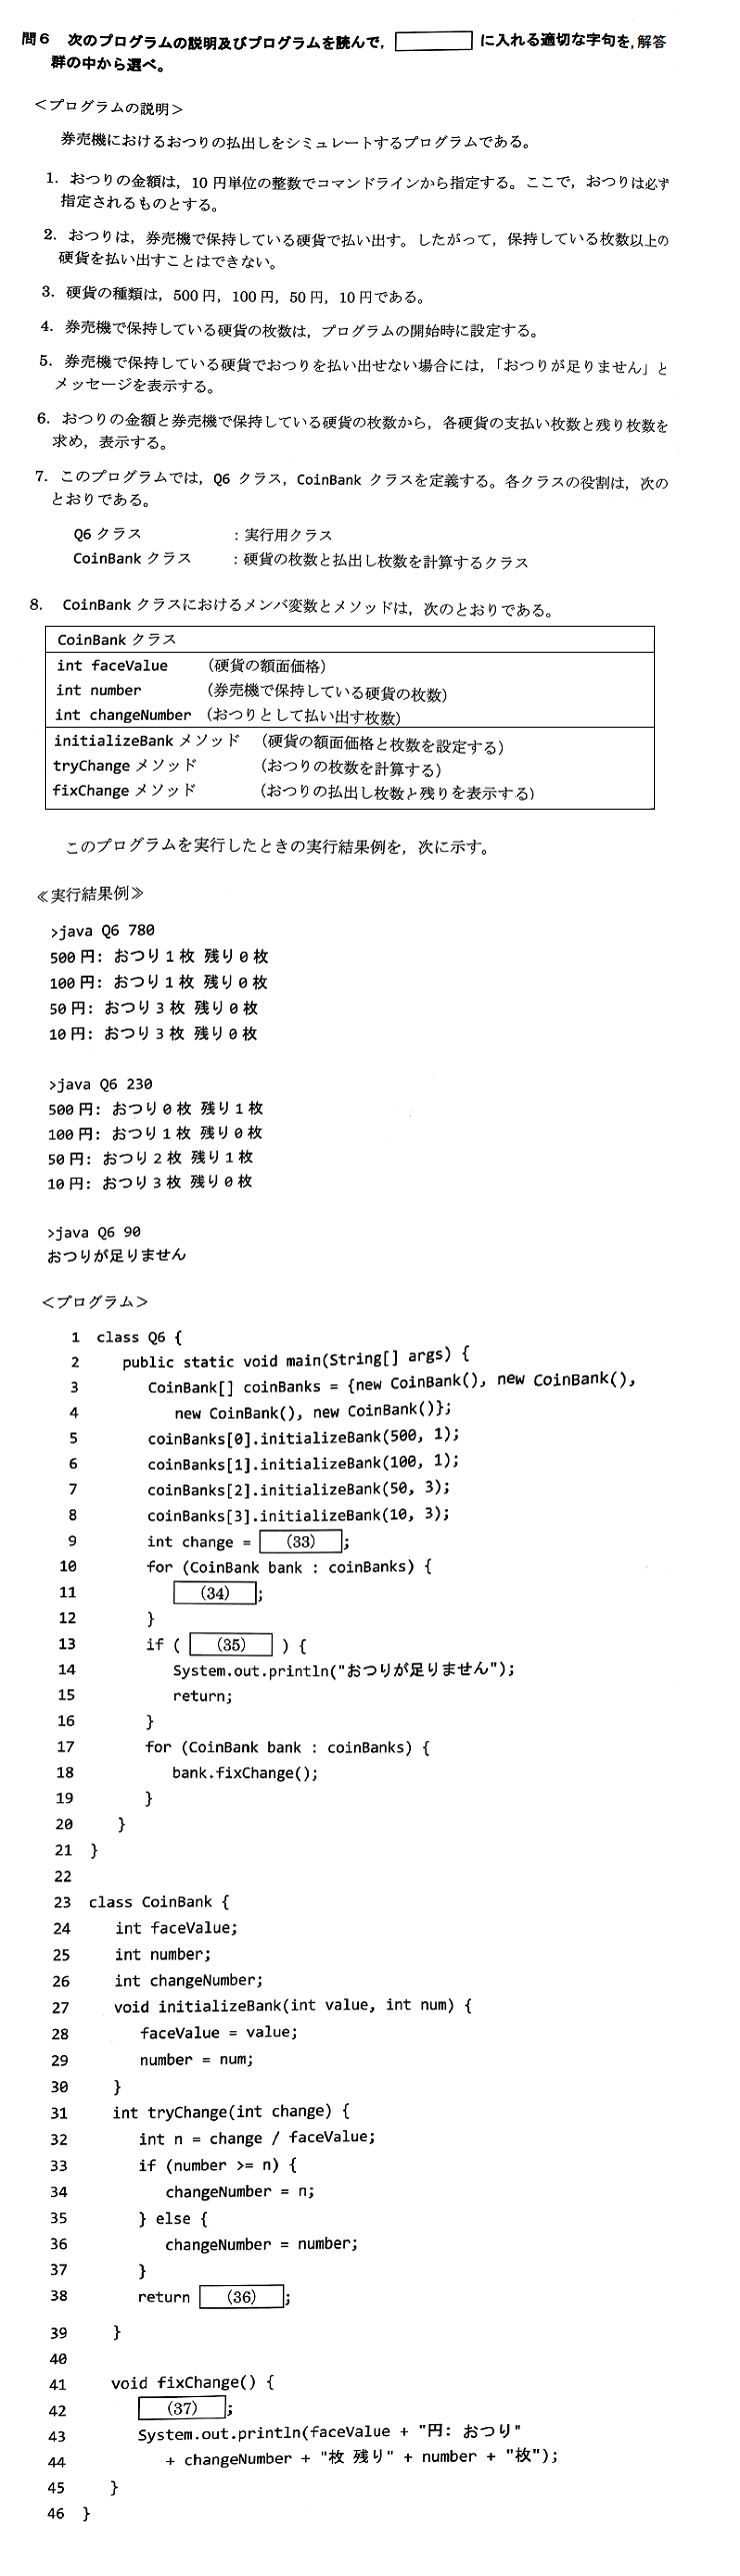 問６　次のプログラムの説明及びプログラムを読んで，　　　　に入れる適切な字句を，解答
群の中から選べ。
＜プログラムの説明＞
券売機におけるおつりの払出しをシミュレートするプログラムである。
1. おつりの金額は，10 円単位の整数でコマンドラインから指定する。ここで，おつりは必ず
指定されるものとする。
2. おつりは，券売機で保持している硬貨で払い出す。したがって，保持している枚数以上の
硬貨を払い出すことはできない。
3. 硬貨の種類は，500 円，100 円，50 円，10 円である。
4. 券売機で保持している硬貨の枚数は，プログラムの開始時に設定する。
5. 券売機で保持している硬貨でおつりを払い出せない場合には，「おつりが足りません」と
メッセージを表示する。
6. おつりの金額と券売機で保持している硬貨の枚数から，各硬貨の支払い枚数と残り枚数を
求め，表示する。
7. このプログラムでは，Q6 クラス，CoinBank クラスを定義する。各クラスの役割は，次の
とおりである。
Q6 クラス　　　　：実行用クラス
CoinBank クラス　　：硬貨の枚数と払出し枚数を計算するクラス
8. CoinBank クラスにおけるメンバ変数とメソッドは，次のとおりである。
CoinBank クラス
int faceValue　　（硬貨の額面価格）
int number　　（券売機で保持している硬貨の枚数）
int changeNumber　（おつりとして払い出す枚数）
initializeBank メソッド　（硬貨の額面価格と枚数を設定する）
tryChange メソッド　　（おつりの枚数を計算する）
fixChange メソッド　　（おつりの払出し枚数と残りを表示する）
このプログラムを実行したときの実行結果例を，次に示す。
≪実行結果例≫
>java Q6 780
500 円: おつり 1 枚 残り 0 枚
100 円: おつり 1 枚 残り 0 枚
50 円: おつり 3 枚 残り 0 枚
10 円: おつり 3 枚 残り 0 枚
>java Q6 230
500 円: おつり 0 枚 残り 1 枚
100 円: おつり 1 枚 残り 0 枚
50 円: おつり 2 枚 残り 1 枚
10 円: おつり 3 枚 残り 0 枚
>java Q6 90
おつりが足りません
＜プログラム＞
1 class Q6 {
2 public static void main(String[] args) {
3 CoinBank[] coinBanks = {new CoinBank(), new CoinBank(),
4 new CoinBank(), new CoinBank()};
5 coinBanks[0].initializeBank(500, 1);
6 coinBanks[1].initializeBank(100, 1);
7 coinBanks[2].initializeBank(50, 3);
8 coinBanks[3].initializeBank(10, 3);
9 int change = (33) ;
10 for (CoinBank bank : coinBanks) {
11 (34) ;
12 }
13 if ( (35) ) {
14 System.out.println("おつりが足りません");
15 return;
16 }
17 for (CoinBank bank : coinBanks) {
18 bank.fixChange();
19 }
20 }
21 }
22
23 class CoinBank {
24 int faceValue;
25 int number;
26 int changeNumber;
27 void initializeBank(int value, int num) {
28 faceValue = value;
29 number = num;
30 }
31 int tryChange(int change) {
32 int n = change / faceValue;
33 if (number >= n) {
34 changeNumber = n;
35 } else {
36 changeNumber = number;
37 }
38 return (36) ;
39 }
40
41 void fixChange() {
42 (37) ;
43 System.out.println(faceValue + "円: おつり"
44 + changeNumber + "枚 残り" + number + "枚");
45 }
46 }